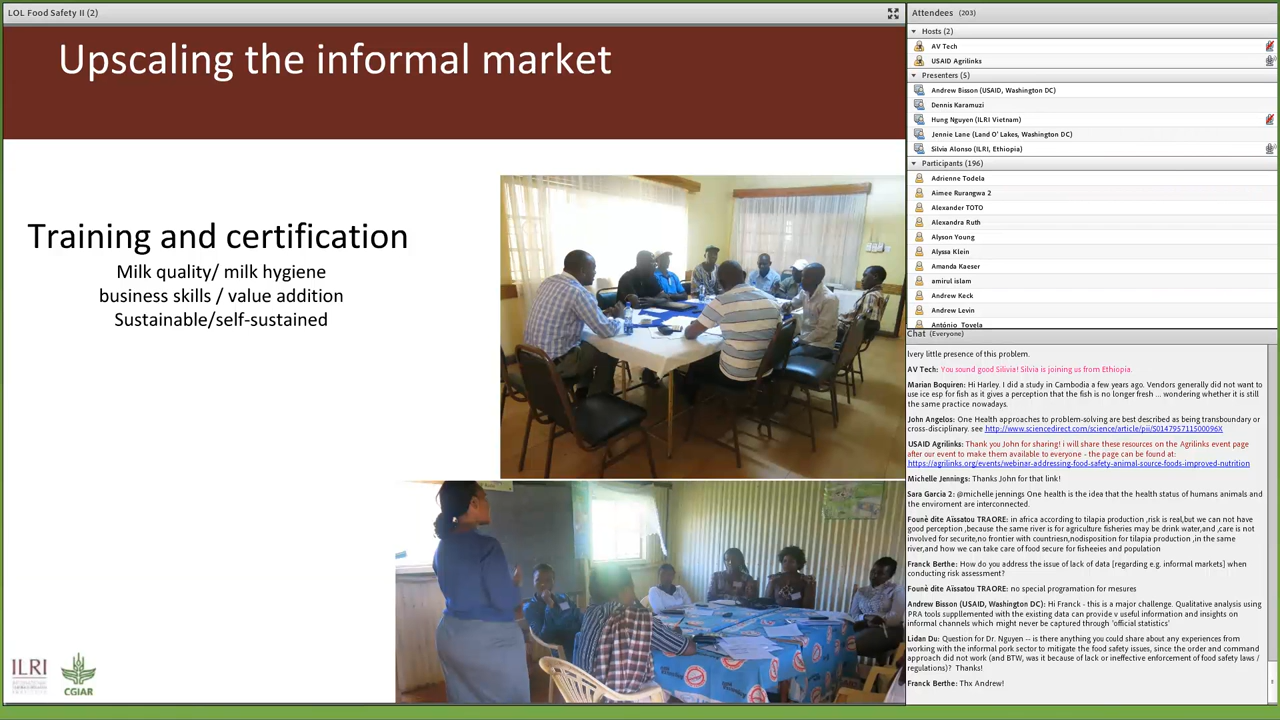 LOL Food Safety II (2)
Upscaling the informal market
Training and certification
Milk quality/ milk hygiene
business skills / value addition
Sustainable/self-sustained
ILRI
CGIAR
Attendees (203)
Hosts (2)
AV Tech
USAID Agrilinks
Presenters (5)
Andrew Bisson (USAID, Washington DC)
Dennis Karamuzi
Hung Nguyen (ILRI Vietnam)
Jennie Lane (Land O' Lakes, Washington DC)
Silvia Alonso (ILRI, Ethiopia)
Participants (196)
Adrienne Todela
Aimee Rurangwa 2
Alexander TOTO
Alexandra Ruth
Alyson Young
Alyssa Klein
Amanda Kaeser
amirul islam
Andrew Keck
Andrew Levin
António Tovela
Chat (Everyone)
lvery little presence of this problem.
AV Tech: You sound good Silivia! Silvia is joining us from Ethiopia.
Marian Boquiren: Hi Harley. I did a study in Cambodia a few years ago. Vendors generally did not want to
use ice esp for fish as it gives a perception that the fish is no longer fresh ... wondering whether it is still
the same practice nowadays.
John Angelos: One Health approaches to problem-solving are best described as being transboundary or
cross-disciplinary. see http://www.sciencedirect.com/science/article/pii/S014795711500096X
USAID Agrilinks: Thank you John for sharing! i will share these resources on the Agrilinks event page
after our event to make them available to everyone - the page can be found at:
https://agrilinks.org/events/webinar-addressing-food-safety-animal-source-foods-improved-nutrition
Michelle Jennings: Thanks John for that link!
Sara Garcia 2: @michelle jennings One health is the idea that the health status of humans animals and
the enviroment are interconnected.
Founè dite Aïssatou TRAORE: in africa according to tilapia production ,risk is real,but we can not have
good perception ,because the same river is for agriculture fisheries may be drink water,and ,care is not
involved for securite,no frontier with countriesn,nodisposition for tilapia production ,in the same
river,and how we can take care of food secure for fisheeies and population
Franck Berthe: How do you address the issue of lack of data [regarding e.g. informal markets] when
conducting risk assessment?
Founè dite Aïssatou TRAORE: no special programation for mesures
Andrew Bisson (USAID, Washington DC): Hi Franck - this is a major challenge. Qualitative analysis using
PRA tools suppllemented with the existing data can provide v useful information and insights on
informal channels which might never be captured through 'official statistics'
Lidan Du: Question for Dr. Nguyen -- is there anything you could share about any experiences from
working with the informal pork sector to mitigate the food safety issues, since the order and command
approach did not work (and BTW, was it because of lack or ineffective enforcement of food safety laws /
regulations)? Thanks!
Franck Berthe: Thx Andrew!